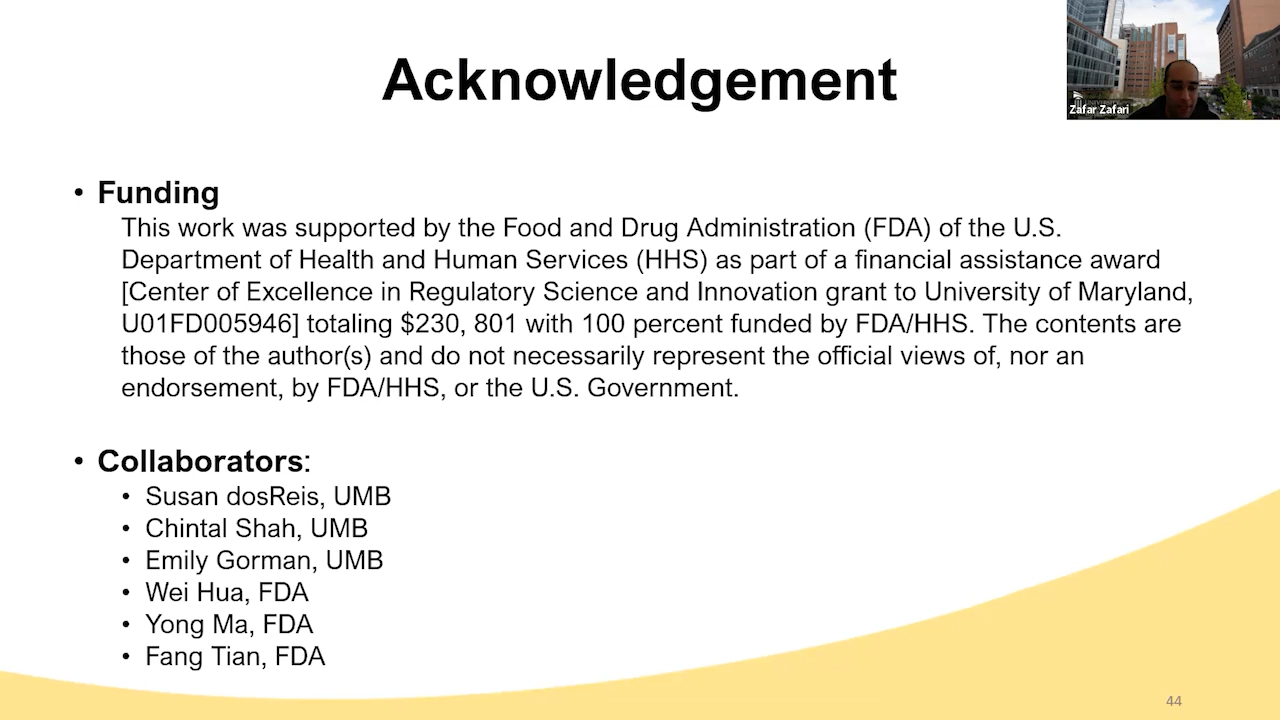 Acknowledgement
Zafar Zafari
• Funding
This work was supported by the Food and Drug Administration (FDA) of the U.S.
Department of Health and Human Services (HHS) as part of a financial assistance award
[Center of Excellence in Regulatory Science and Innovation grant to University of Maryland,
U01FD005946] totaling $230, 801 with 100 percent funded by FDA/HHS. The contents are
those of the author(s) and do not necessarily represent the official views of, nor an
endorsement, by FDA/HHS, or the U.S. Government.
• Collaborators:
• Susan dosReis, UMB
• Chintal Shah, UMB
• Emily Gorman, UMB
• Wei Hua, FDA
• Yong Ma, FDA
• Fang Tian, FDA
44